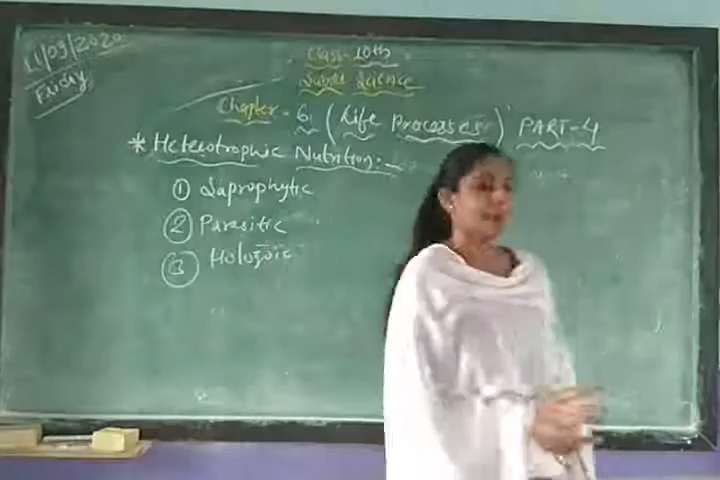 11/09/2020
Friday
Class-10th
Subject Science
Chapter-6 (Life Processes) PART-4
* Heterotrophic Nutrition:-
① Saprophytic
② Parasitic
③ Holozoic